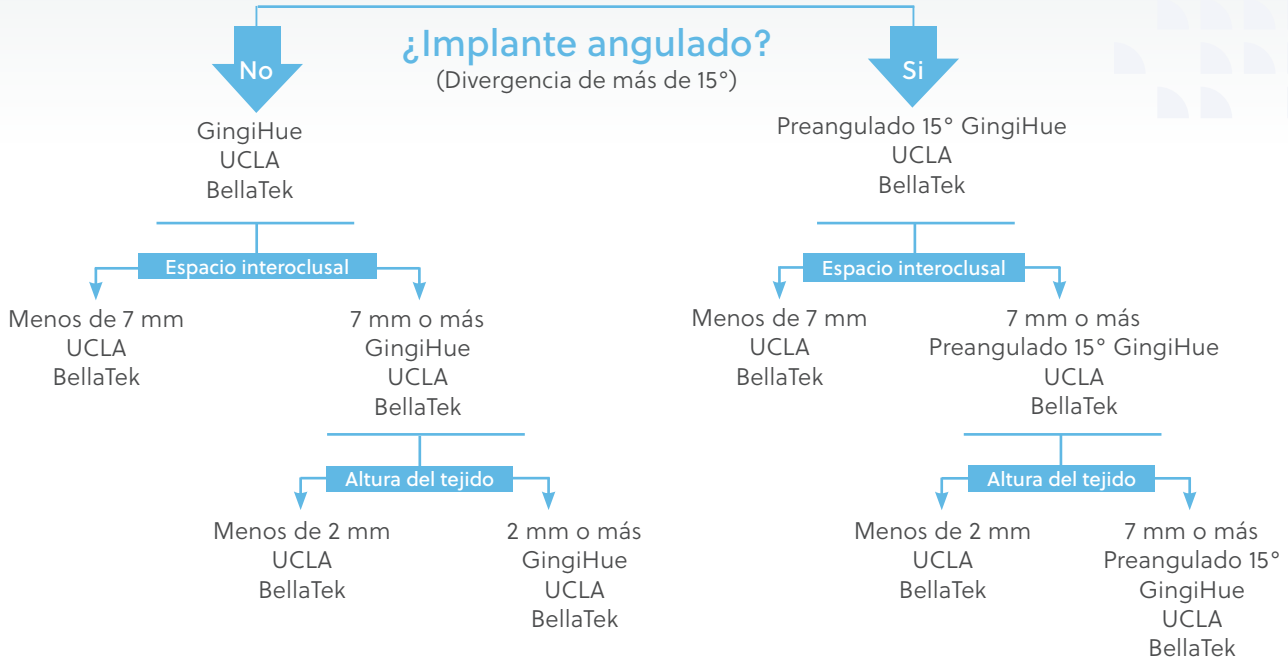 ¿Implante angulado?
(Divergencia de más de 15°)
No
Si
GingiHue
UCLA
BellaTek
Preangulado 15° GingiHue
UCLA
BellaTek
Espacio interoclusal
Espacio interoclusal
Menos de 7 mm
UCLA
BellaTek
7 mm o más
GingiHue
UCLA
BellaTek
Menos de 7 mm
UCLA
BellaTek
7 mm o más
Preangulado 15° GingiHue
UCLA
BellaTek
Altura del tejido
Altura del tejido
Menos de 2 mm
UCLA
BellaTek
2 mm o más
GingiHue
UCLA
BellaTek
Menos de 2 mm
UCLA
BellaTek
7 mm o más
Preangulado 15°
GingiHue
UCLA
BellaTek